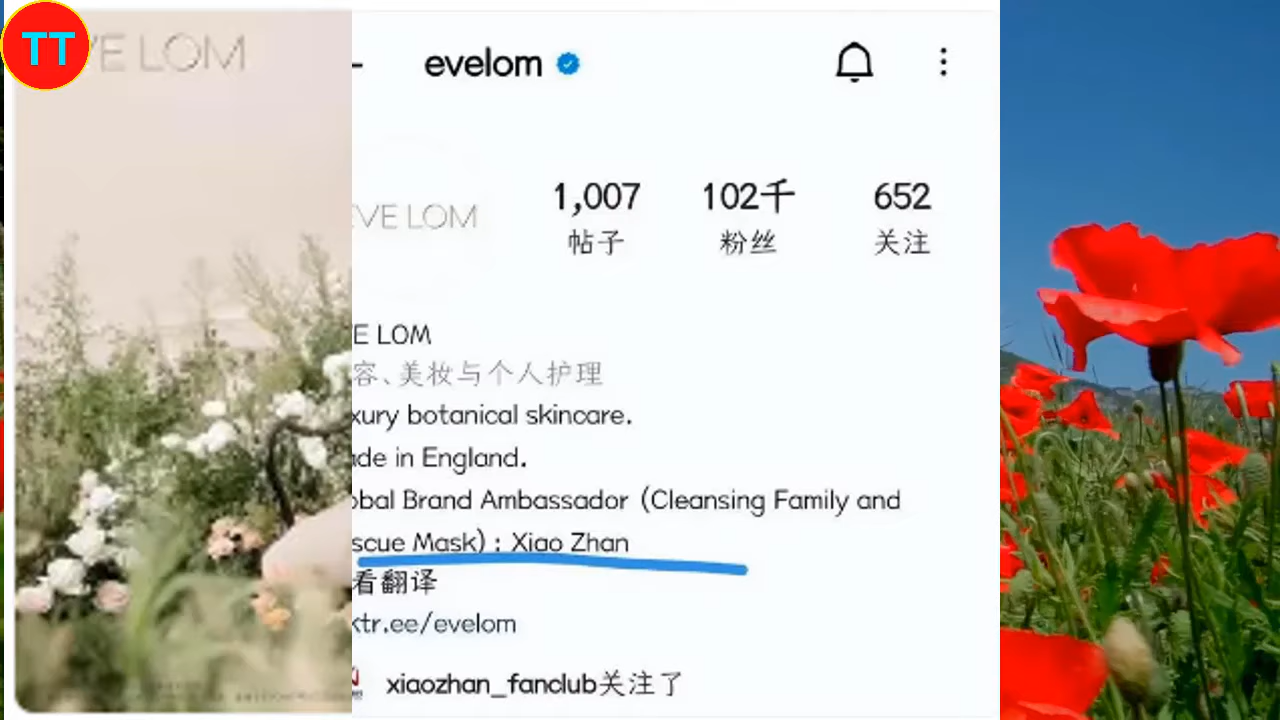 TT
VE LOM
evelom
1,007
102千
652
帖子
粉丝
关注
VE LOM
E LOM
容、美妆与个人护理
xury botanical skincare.
ade in England.
obal Brand Ambassador (Cleansing Family and
scue Mask) : Xiao Zhan
看翻译
ktr.ee/evelom
xiaozhan_fanclub关注了